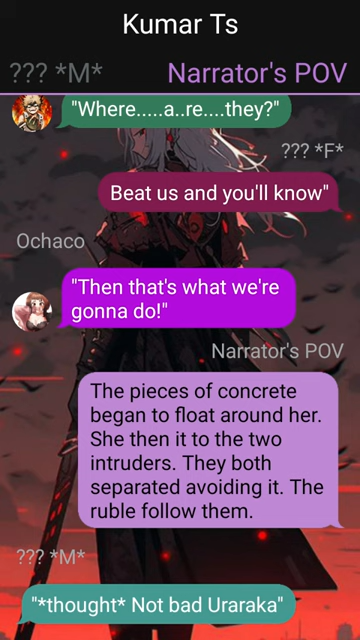 Kumar Ts
??? *M*
Narrator's POV
"Where.....a..re....they?"
??? *F*
Beat us and you'll know"
Ochaco
"Then that's what we're
gonna do!"
Narrator's POV
The pieces of concrete
began to float around her.
She then it to the two
intruders. They both
separated avoiding it. The
ruble follow them.
??? *M*
"*thought* Not bad Uraraka"